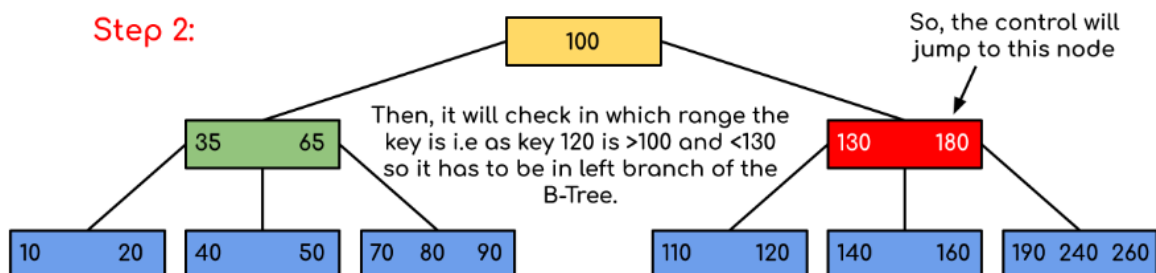 Step 2:
100
So, the control will
jump to this node
Then, it will check in which range the
key is i.e as key 120 is >100 and <130
so it has to be in left branch of the
B-Tree.
35 65
130 180
10 20
40 50
70 80 90
110 120
140 160
190 240 260